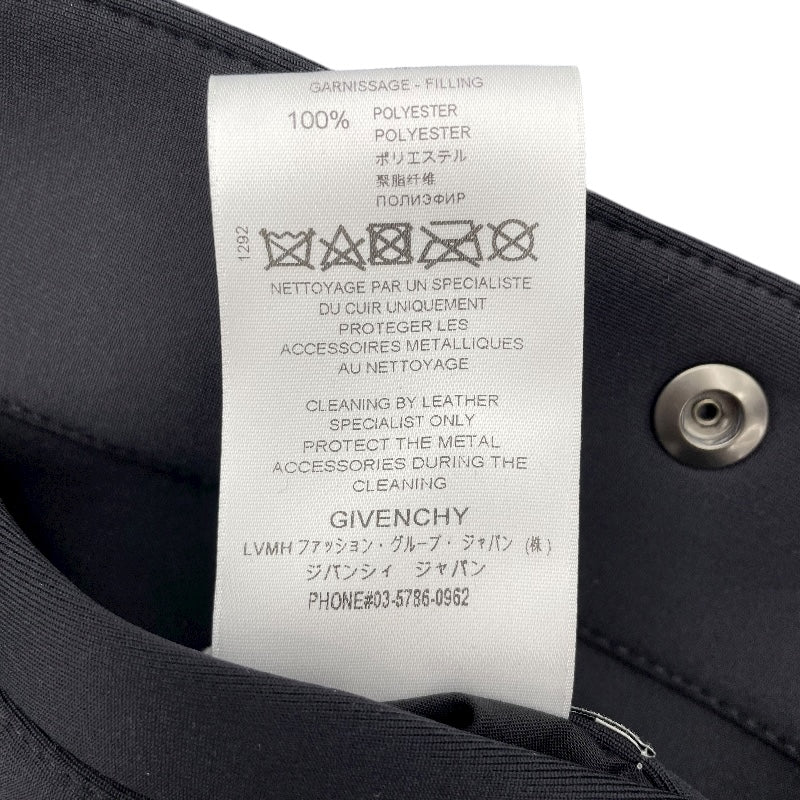 GARNISSAGE - FILLING
100% POLYESTER
POLYESTER
ポリエステル
聚脂纤维
ПОЛИЭФИР
1292
NETTOYAGE PAR UN SPECIALISTE
DU CUIR UNIQUEMENT
PROTEGER LES
ACCESSOIRES METALLIQUES
AU NETTOYAGE
CLEANING BY LEATHER
SPECIALIST ONLY
PROTECT THE METAL
ACCESSORIES DURING THE
CLEANING
GIVENCHY
LVMH ファッション・グループ・ジャパン (株)
ジバンシィ ジャパン
PHONE#03-5786-0962